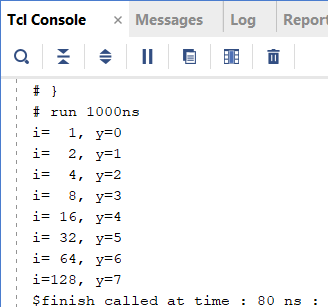 Tcl Console × Messages Log Report
# }
# run 1000ns
i=  1, y=0
i=  2, y=1
i=  4, y=2
i=  8, y=3
i= 16, y=4
i= 32, y=5
i= 64, y=6
i=128, y=7
$finish called at time : 80 ns :